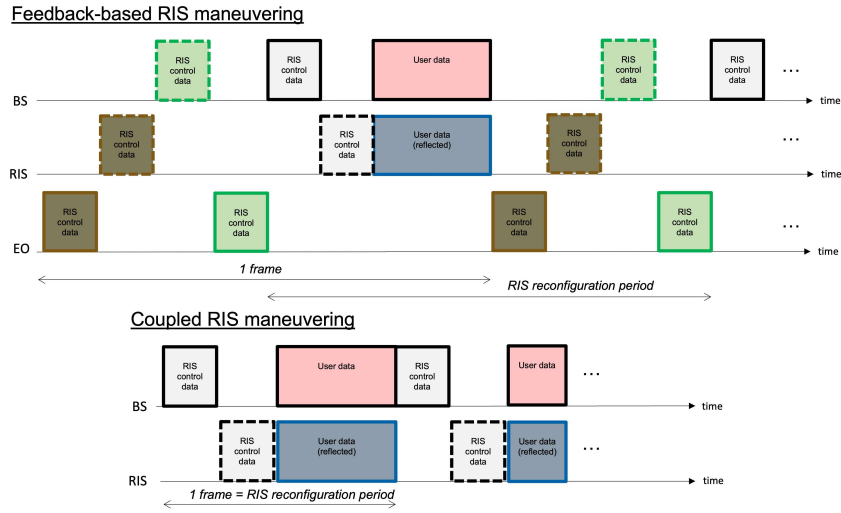 Feedback-based RIS maneuvering
RIS
control
data
RIS
control
data
User data
RIS
control
data
RIS
control
data
...
BS
time
RIS
control
data
RIS
control
data
User data
(reflected)
RIS
control
data
...
RIS
time
RIS
control
data
RIS
control
data
RIS
control
data
RIS
control
data
...
EO
time
1 frame
RIS reconfiguration period
Coupled RIS maneuvering
RIS
control
data
User data
RIS
control
data
User data
...
BS
time
RIS
control
data
User data
(reflected)
RIS
control
data
User data
(reflected)
...
RIS
time
1 frame = RIS reconfiguration period